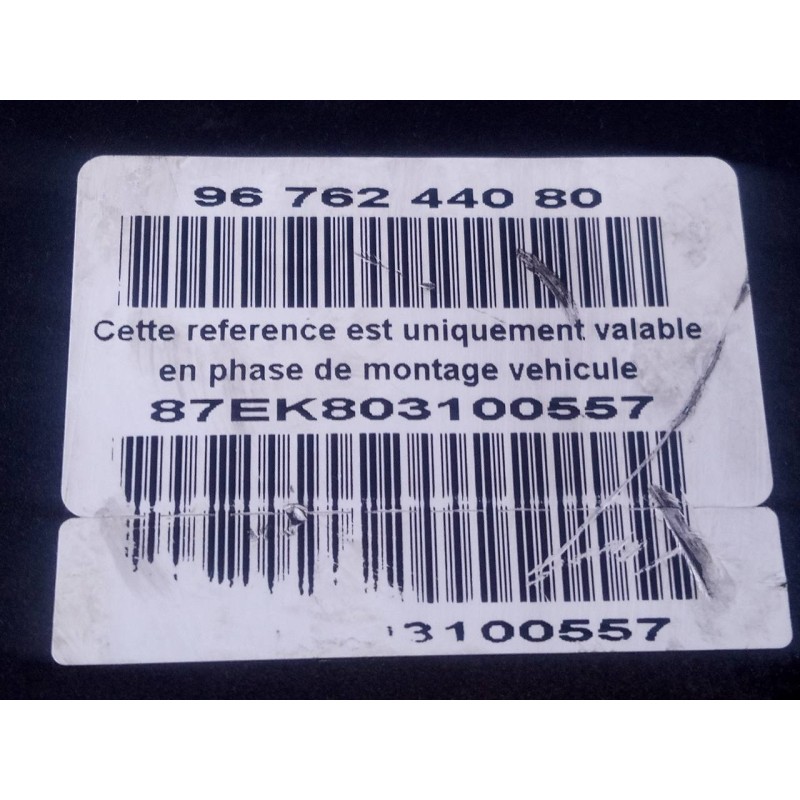 96 762 440 80
Cette reference est uniquement valable
en phase de montage vehicule
87EK803100557
3100557